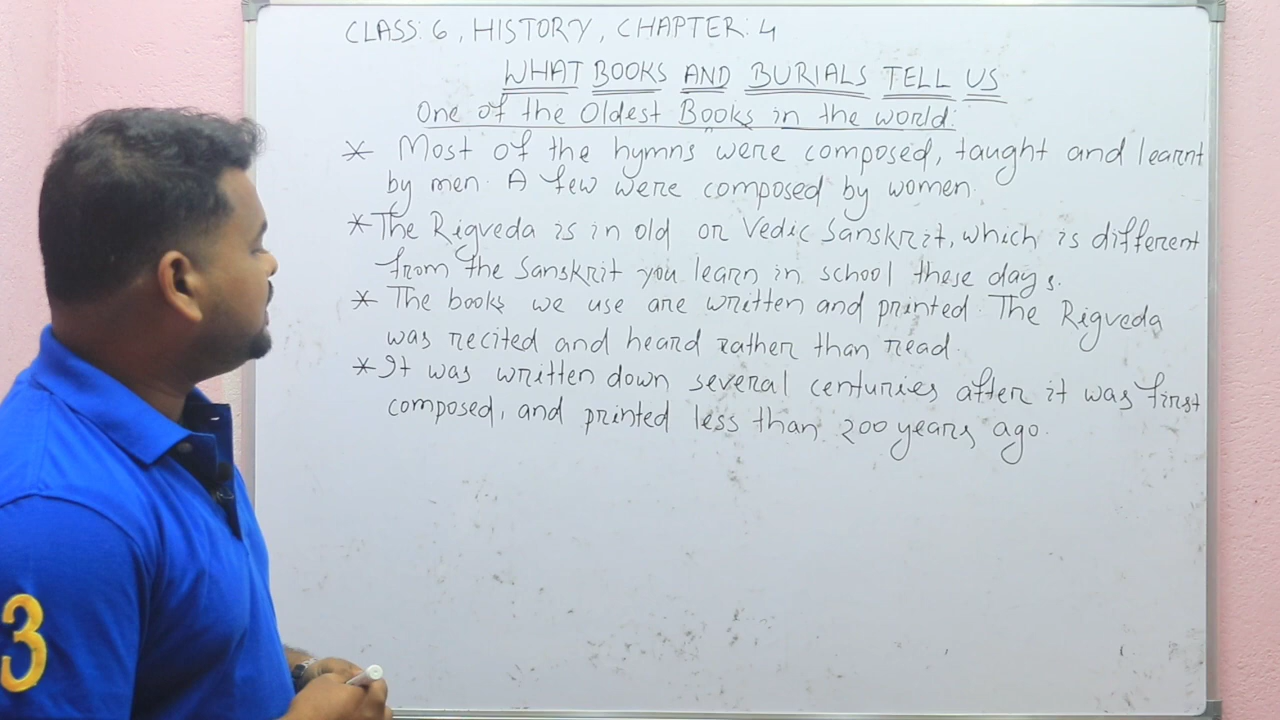 CLASS: 6, HISTORY, CHAPTER: 4
WHAT BOOKS AND BURIALS TELL US
One of the Oldest Books in the world.
* Most of the hymns were composed, taught and learnt
by men. A few were composed by women.
* The Rigveda is in old or Vedic Sanskrit, which is different
from the Sanskrit you learn in school these days.
* The books we use are written and printed. The Rigveda
was recited and heard rather than read.
* It was written down several centuries after it was first
composed, and printed less than 200 years ago.
3